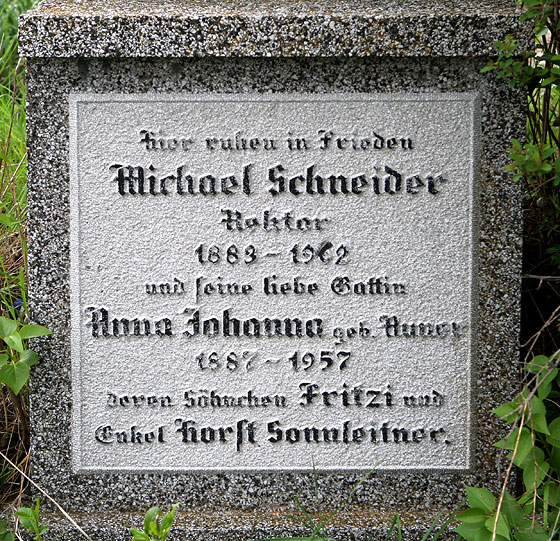 hier ruhen in Frieden
Michael Schneider
Rektor
1883 - 1962
und seine liebe Gattin
Anna Johanna geb. Auner
1887 - 1957
deren Söhnchen Fritzi und
Enkel Horst Sonnleitner.